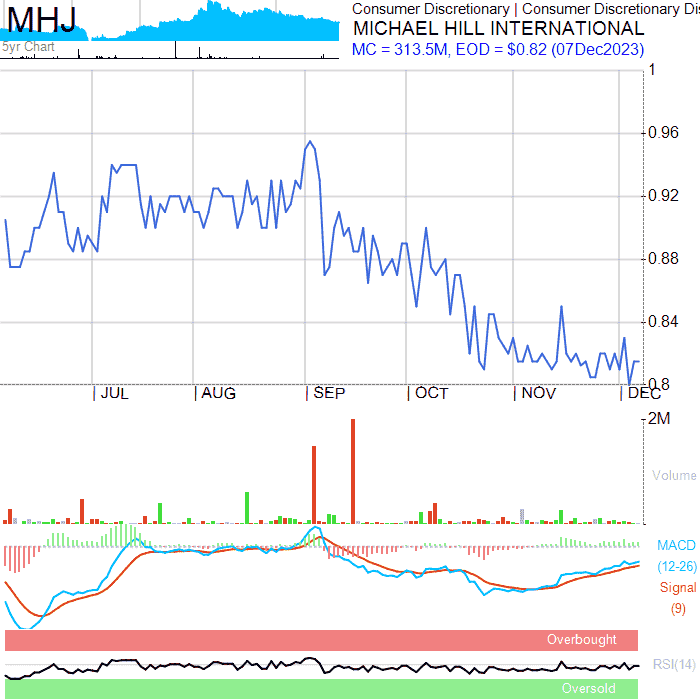 MHJ
5yr Chart
Consumer Discretionary | Consumer Discretionary Dis
MICHAEL HILL INTERNATIONAL
MC = 313.5M, EOD = $0.82 (07Dec2023)
1
0.96
0.92
0.88
0.84
0.8
JUL AUG SEP OCT NOV DEC
2M
Volume
MACD
(12-26)
Signal
(9)
Overbought
RSI(14)
Oversold